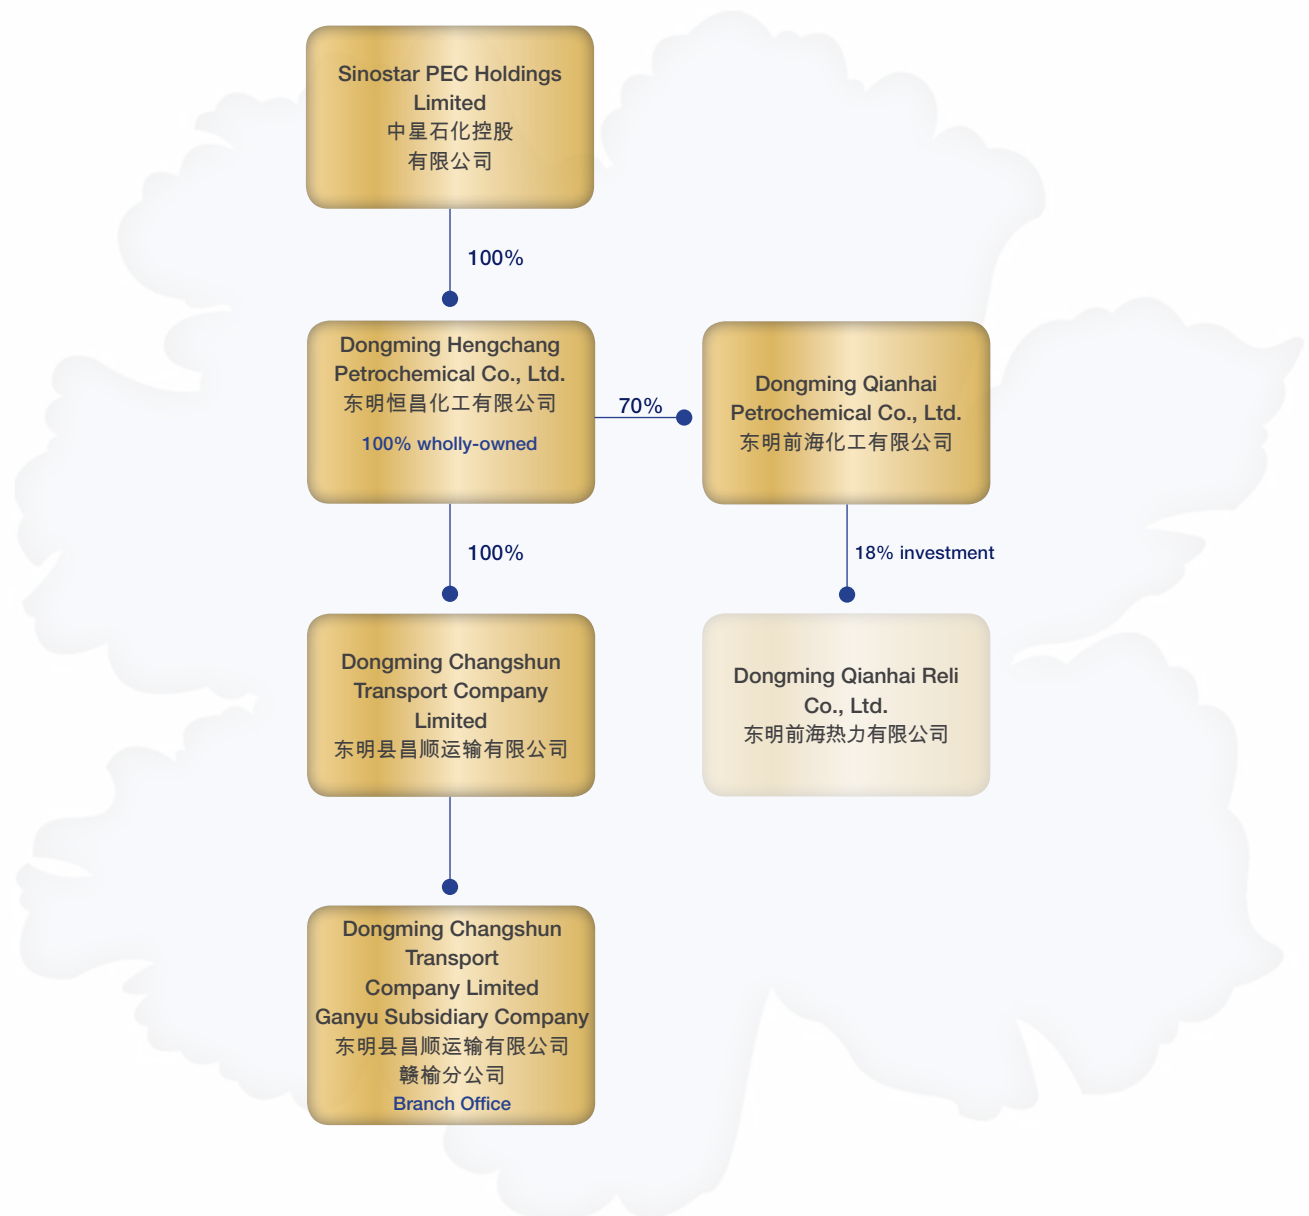 Sinostar PEC Holdings
Limited
中星石化控股
有限公司
100%
Dongming Hengchang
Petrochemical Co., Ltd.
东明恒昌化工有限公司
100% wholly-owned
70%
Dongming Qianhai
Petrochemical Co., Ltd.
东明前海化工有限公司
100%
18% investment
Dongming Changshun
Transport Company
Limited
东明县昌顺运输有限公司
Dongming Qianhai Reli
Co., Ltd.
东明前海热力有限公司
Dongming Changshun
Transport
Company Limited
Ganyu Subsidiary Company
东明县昌顺运输有限公司
赣榆分公司
Branch Office